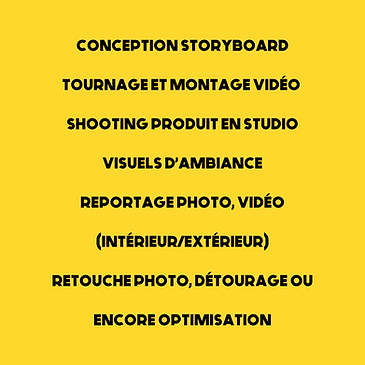 CONCEPTION STORYBOARD
TOURNAGE ET MONTAGE VIDÉO
SHOOTING PRODUIT EN STUDIO
VISUELS D'AMBIANCE
REPORTAGE PHOTO, VIDÉO
(INTÉRIEUR/EXTÉRIEUR)
RETOUCHE PHOTO, DÉTOURAGE OU
ENCORE OPTIMISATION